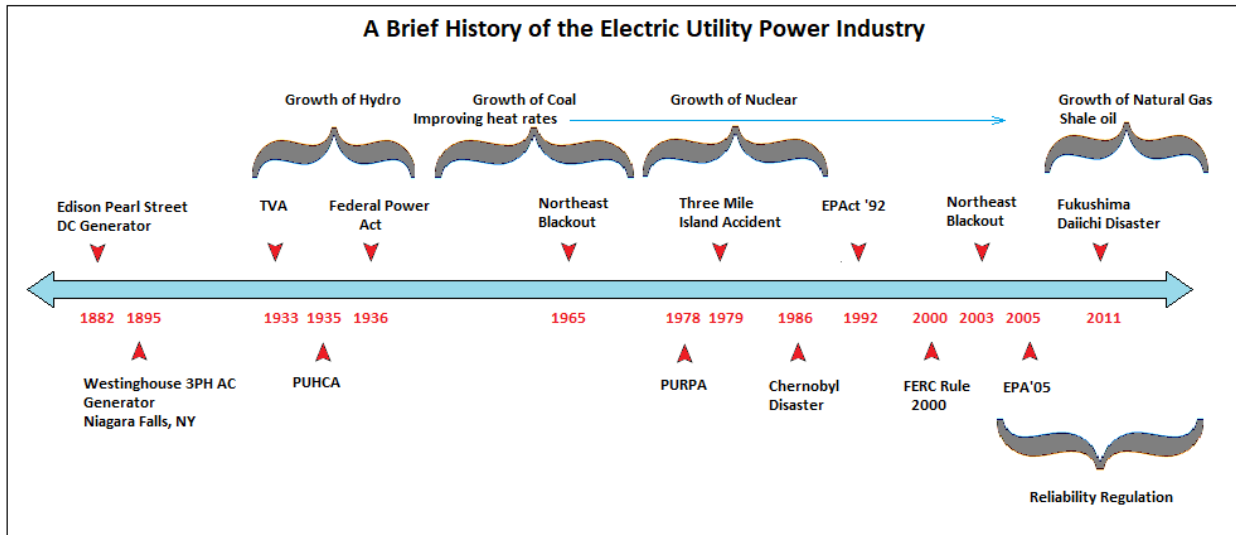 A Brief History of the Electric Utility Power Industry
Growth of Hydro
Growth of Coal
Improving heat rates
Growth of Nuclear
Growth of Natural Gas
Shale oil
Edison Pearl Street
DC Generator
TVA
Federal Power
Act
Northeast
Blackout
Three Mile
Island Accident
EPAct '92
Northeast
Blackout
Fukushima
Daiichi Disaster
1882
1895
1933
1935
1936
1965
1978
1979
1986
1992
2000
2003
2005
2011
Westinghouse 3PH AC
Generator
Niagara Falls, NY
PUHCA
PURPA
Chernobyl
Disaster
FERC Rule
2000
EPA'05
Reliability Regulation